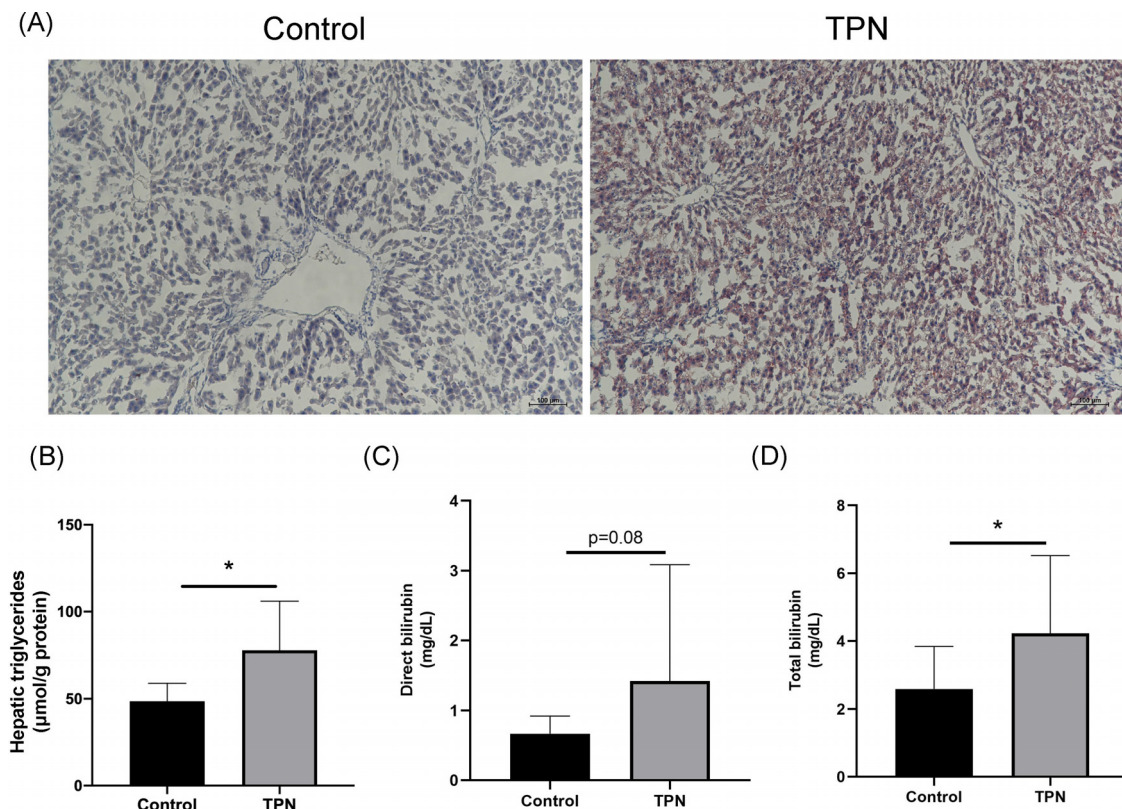 (A)
Control
TPN
100 µm
100 µm
(B)
Hepatic triglycerides
(µmol/g protein)
150
100
50
0
*
Control
TPN
(C)
Direct bilirubin
(mg/dL)
4
3
2
1
0
p=0.08
Control
TPN
(D)
Total bilirubin
(mg/dL)
8
6
4
2
0
*
Control
TPN